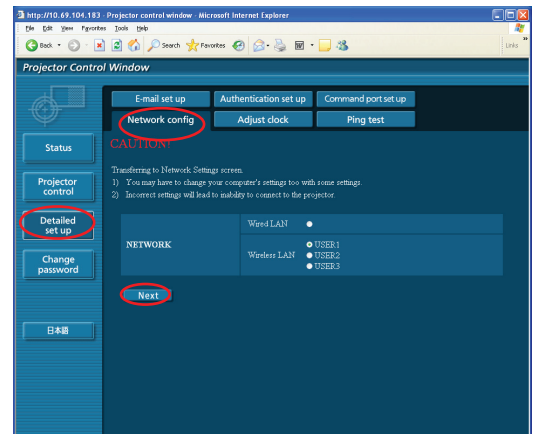 http://10.69.104.183 - Projector control window - Microsoft Internet Explorer
File Edit View Favorites Tools Help
Back Search Favorites Links
Projector Control Window
E-mail set up Authentication set up Command port set up
Network config Adjust clock Ping test
Status
CAUTION!
Transferring to Network Settings screen.
1) You may have to change your computer's settings too with some settings.
2) Incorrect settings will lead to inability to connect to the projector.
Projector control
Detailed set up
Change password
日本語
NETWORK
Wired LAN
Wireless LAN
USER1
USER2
USER3
Next